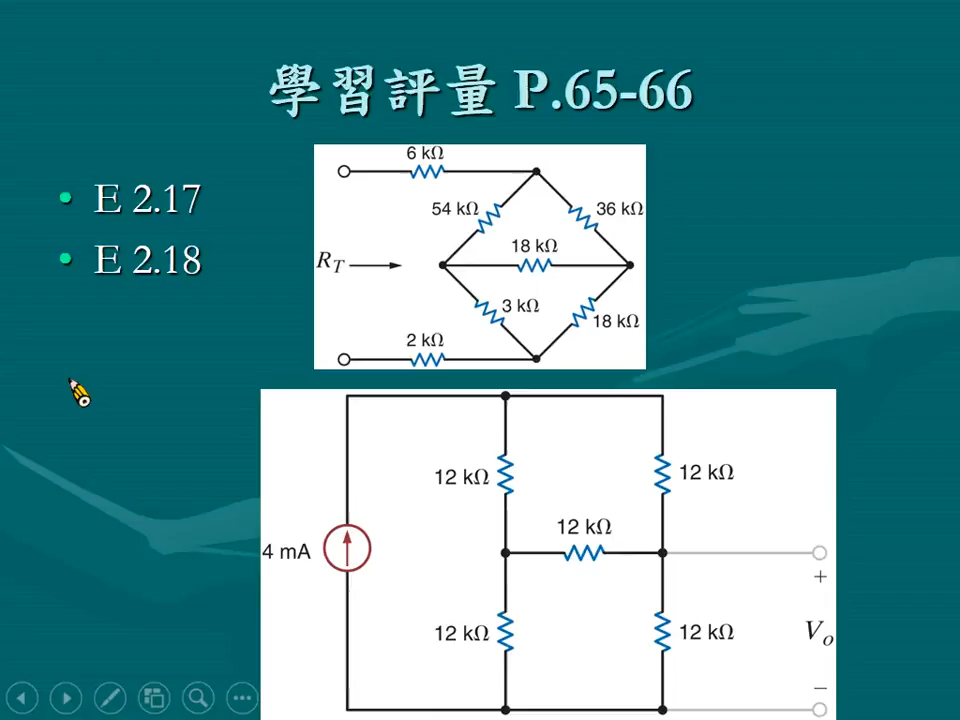 學習評量 P.65-66
• E 2.17
• E 2.18
6 kΩ
54 kΩ
36 kΩ
18 kΩ
R_T
3 kΩ
18 kΩ
2 kΩ
12 kΩ
12 kΩ
12 kΩ
4 mA
+
12 kΩ
12 kΩ
V_o
−